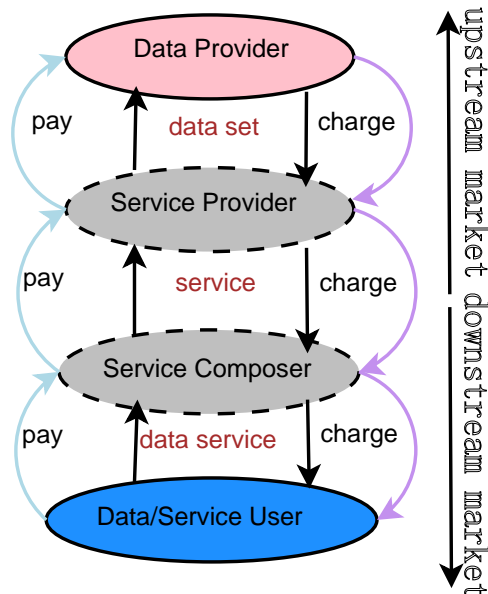 Data Provider
pay
data set
charge
Service Provider
pay
service
charge
Service Composer
pay
data service
charge
Data/Service User
upstream market
downstream market